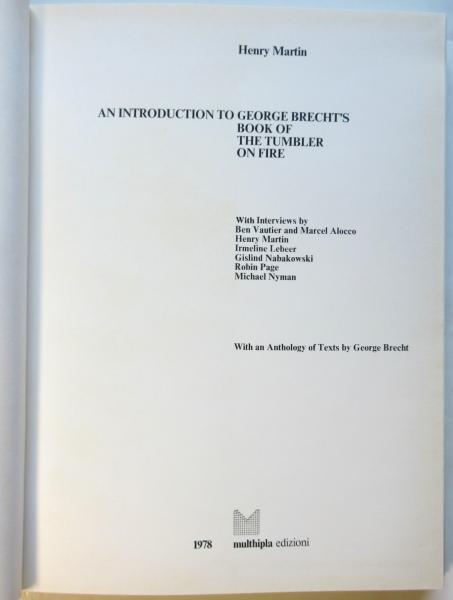 Henry Martin
AN INTRODUCTION TO GEORGE BRECHT'S
BOOK OF
THE TUMBLER
ON FIRE
With Interviews by
Ben Vautier and Marcel Alocco
Henry Martin
Irmeline Lebeer
Gislind Nabakowski
Robin Page
Michael Nyman
With an Anthology of Texts by George Brecht
1978 multhipla edizioni